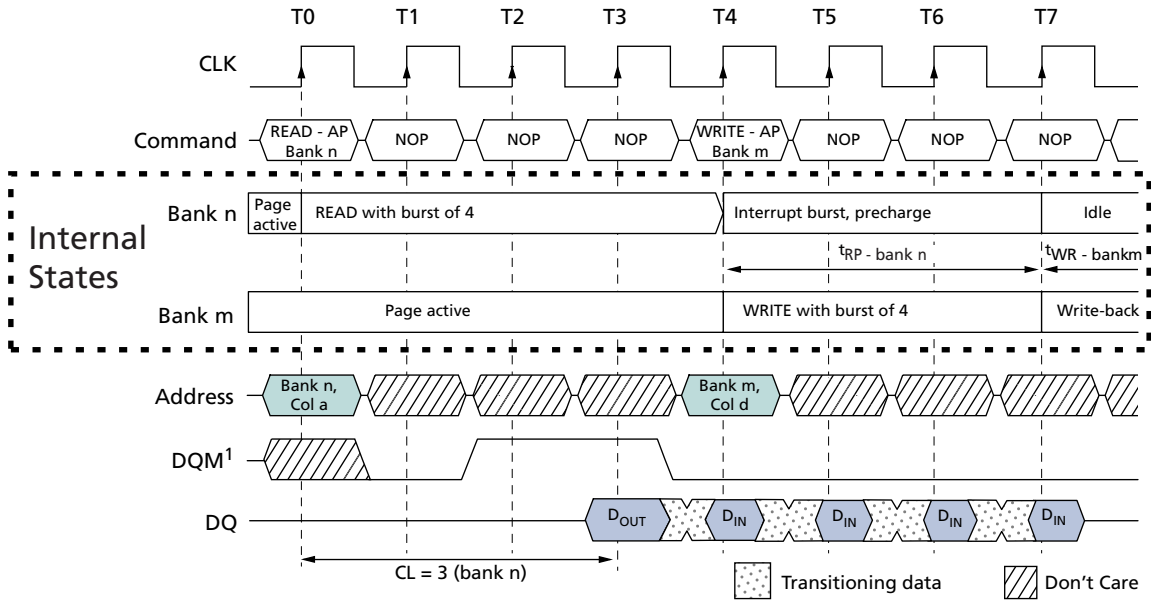 T0 T1 T2 T3 T4 T5 T6 T7
CLK
Command READ - AP Bank n NOP NOP NOP WRITE - AP Bank m NOP NOP NOP
Internal States
Bank n Page active READ with burst of 4 Interrupt burst, precharge Idle
tRP - bank n tWR - bankm
Bank m Page active WRITE with burst of 4 Write-back
Address Bank n, Col a Bank m, Col d
DQM1
DQ DOUT DIN DIN DIN DIN
CL = 3 (bank n)
Transitioning data Don't Care